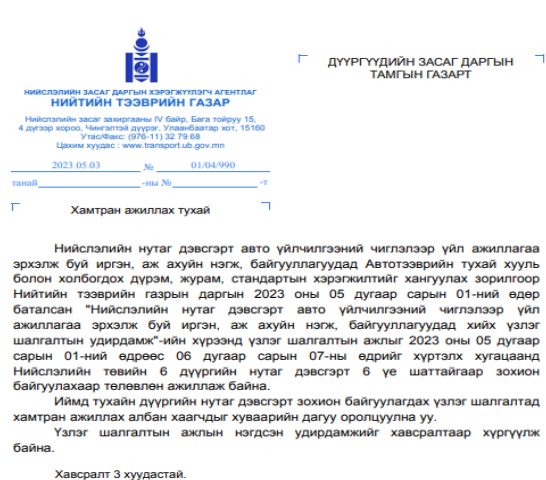 ДҮҮРГҮҮДИЙН ЗАСАГ ДАРГЫН
ТАМГЫН ГАЗАРТ
НИЙСЛЭЛИЙН ЗАСАГ ДАРГЫН ХЭРЭГЖҮҮЛЭГЧ АГЕНТЛАГ
НИЙТИЙН ТЭЭВРИЙН ГАЗАР
Нийслэлийн засаг захиргааны IV байр, Бага тойруу 15,
4 дүгээр хороо, Чингэлтэй дүүрэг, Улаанбаатар хот, 15160
Утас/Факс: (976-11) 32 79 68
Цахим хуудас : www.transport.ub.gov.mn
2023.05.03 № 01/04/990
танай -ны № -т
Хамтран ажиллах тухай
Нийслэлийн нутаг дэвсгэрт авто үйлчилгээний чиглэлээр үйл ажиллагаа
эрхэлж буй иргэн, аж ахуйн нэгж, байгууллагуудад Автотээврийн тухай хууль
болон холбогдох дүрэм, журам, стандартын хэрэгжилтийг хангуулах зорилгоор
Нийтийн тээврийн газрын даргын 2023 оны 05 дугаар сарын 01-ний өдөр
баталсан "Нийслэлийн нутаг дэвсгэрт авто үйлчилгээний чиглэлээр үйл
ажиллагаа эрхэлж буй иргэн, аж ахуйн нэгж, байгууллагуудад хийх үзлэг
шалгалтын удирдамж"-ийн хүрээнд үзлэг шалгалтын ажлыг 2023 оны 05 дугаар
сарын 01-ний өдрөөс 06 дугаар сарын 07-ны өдрийг хүртэлх хугацаанд
Нийслэлийн төвийн 6 дүүргийн нутаг дэвсгэрт 6 үе шаттайгаар зохион
байгуулахаар төлөвлөн ажиллаж байна.
Иймд тухайн дүүргийн нутаг дэвсгэрт зохион байгуулагдах үзлэг шалгалтад
хамтран ажиллах албан хаагчдыг хуваарийн дагуу оролцуулна уу.
Үзлэг шалгалтын ажлын нэгдсэн удирдамжийг хавсралтаар хүргүүлж
байна.
Хавсралт 3 хуудастай.